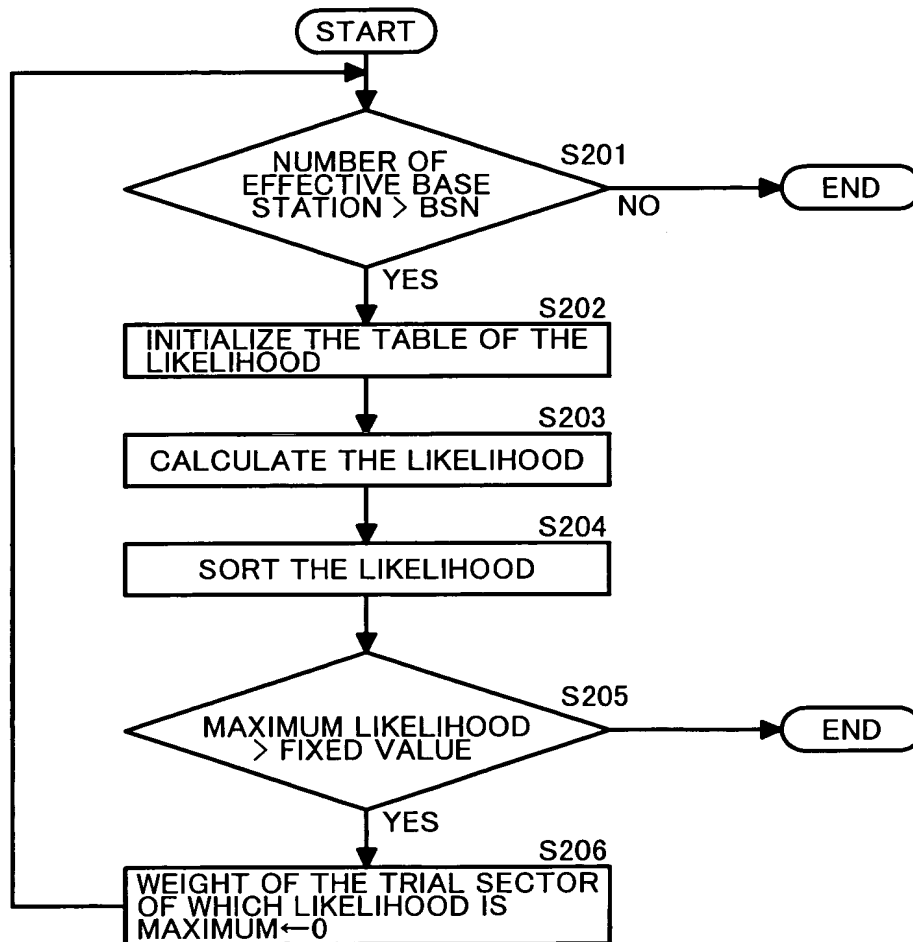 START
NUMBER OF
EFFECTIVE BASE
STATION > BSN
S201
NO
END
YES
S202
INITIALIZE THE TABLE OF THE
LIKELIHOOD
S203
CALCULATE THE LIKELIHOOD
S204
SORT THE LIKELIHOOD
S205
MAXIMUM LIKELIHOOD
> FIXED VALUE
END
YES
S206
WEIGHT OF THE TRIAL SECTOR
OF WHICH LIKELIHOOD IS
MAXIMUM←0